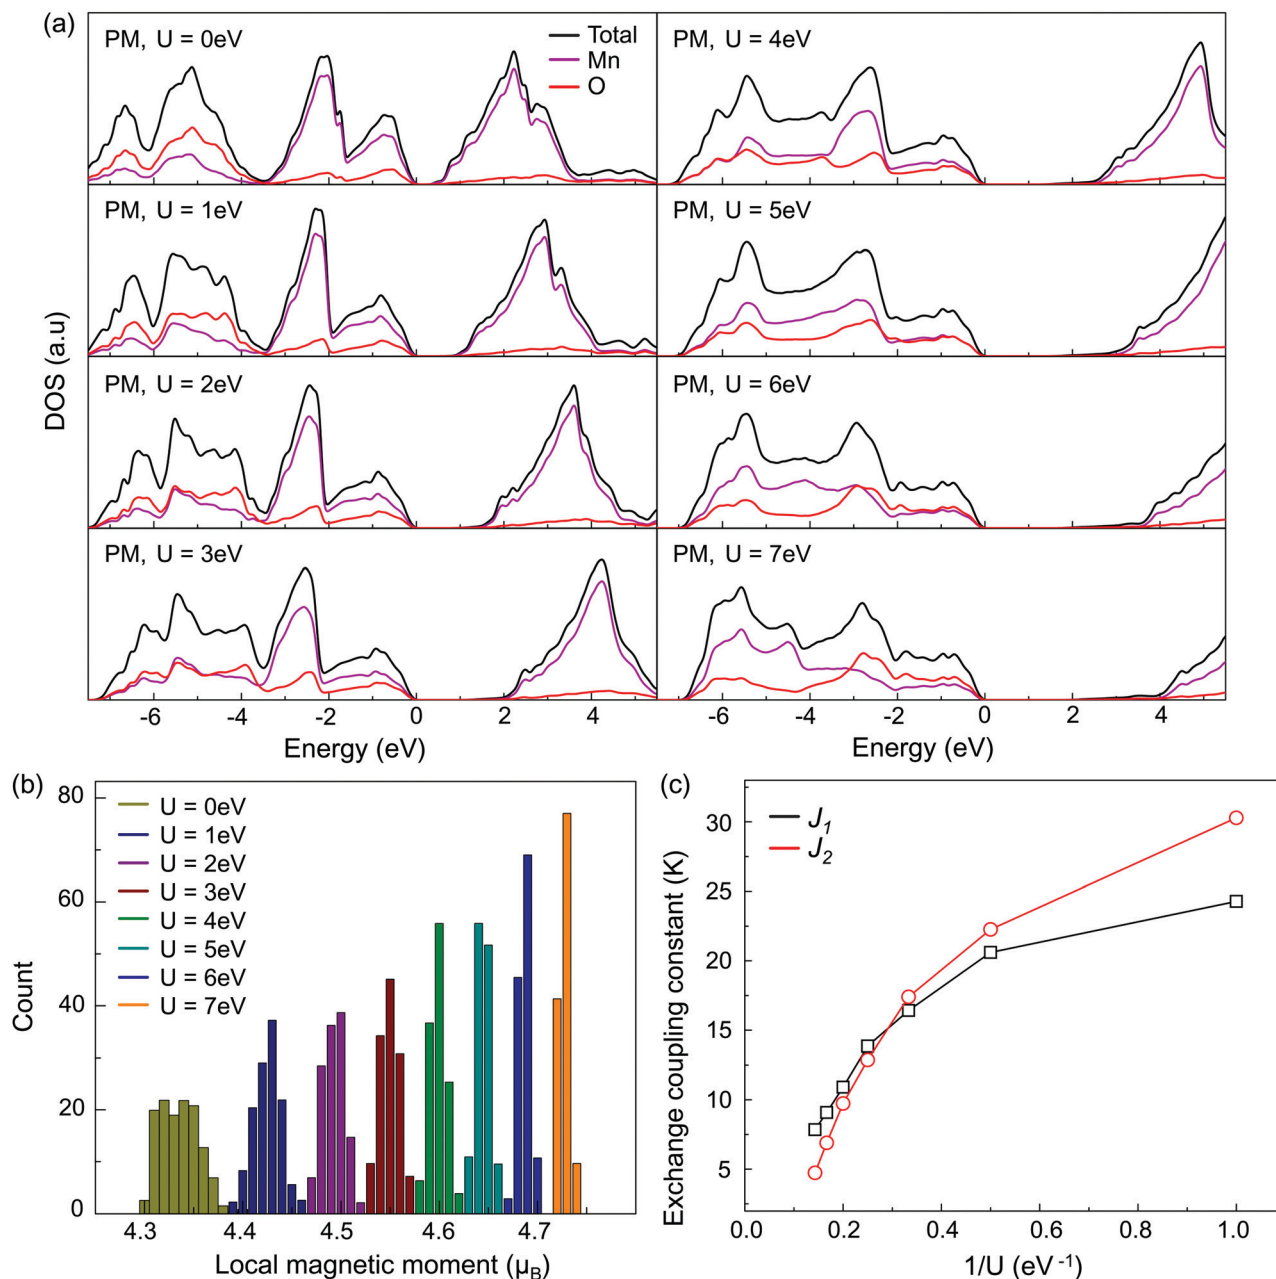 (a)
PM, U = 0eV
Total
Mn
O
PM, U = 4eV
PM, U = 1eV
PM, U = 5eV
PM, U = 2eV
PM, U = 6eV
PM, U = 3eV
PM, U = 7eV
DOS (a.u)
-6 -4 -2 0 2 4
-6 -4 -2 0 2 4
Energy (eV)
Energy (eV)
(b)
80
60
40
20
0
Count
U = 0eV
U = 1eV
U = 2eV
U = 3eV
U = 4eV
U = 5eV
U = 6eV
U = 7eV
4.3 4.4 4.5 4.6 4.7
Local magnetic moment (μB)
(c)
30
25
20
15
10
5
Exchange coupling constant (K)
J1
J2
0.0 0.2 0.4 0.6 0.8 1.0
1/U (eV⁻¹)